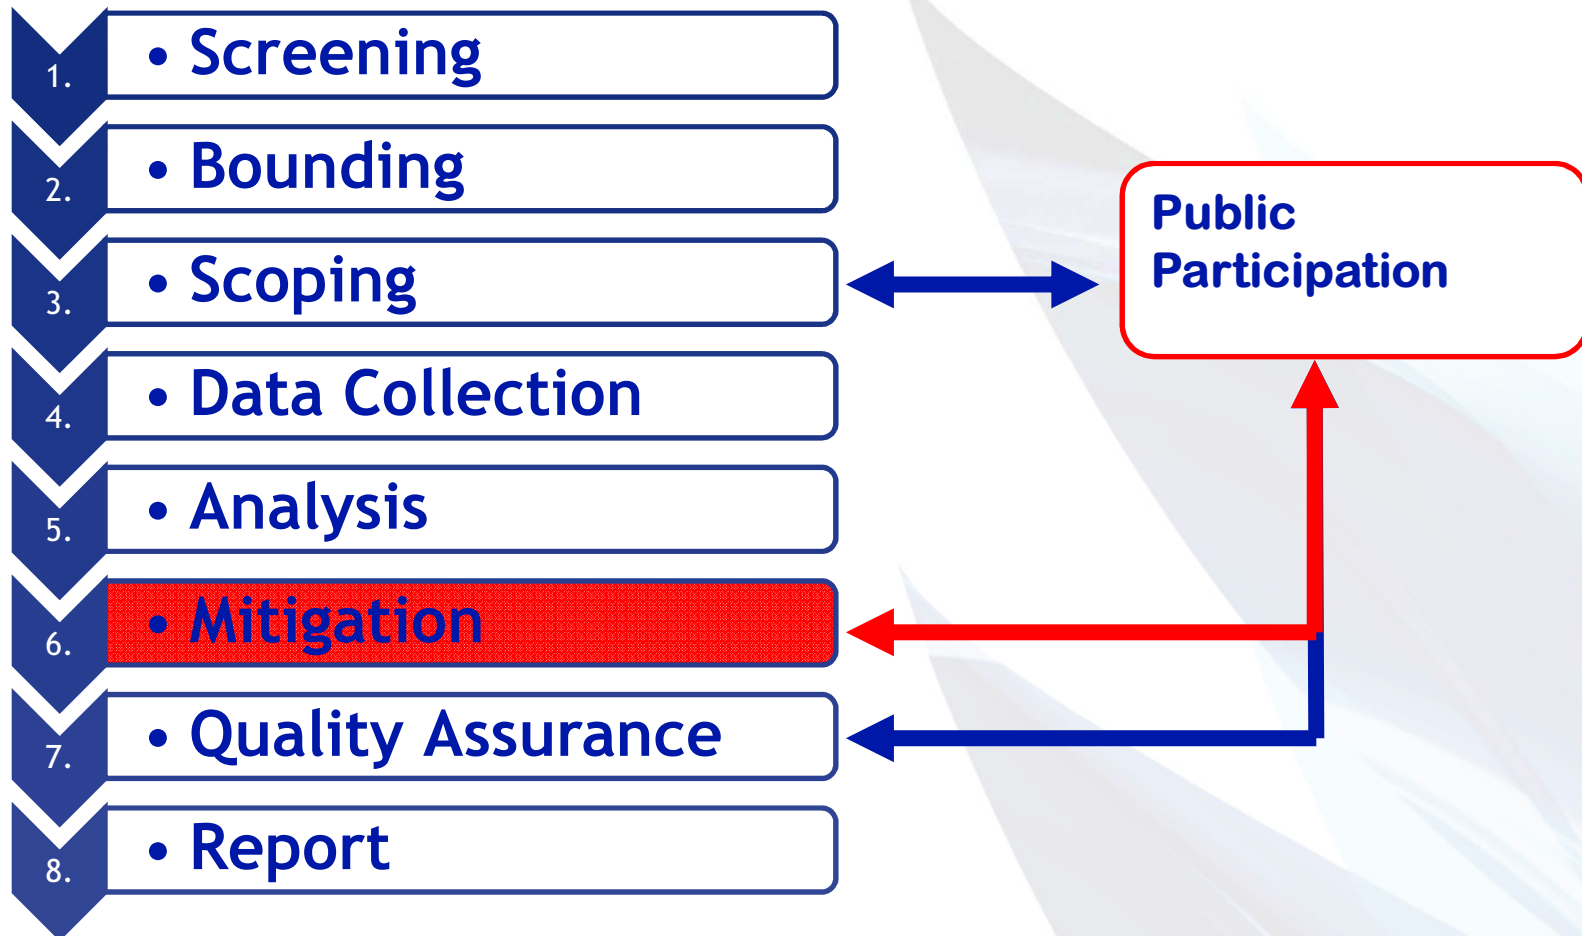 1.
• Screening
2.
• Bounding
3.
• Scoping
4.
• Data Collection
5.
• Analysis
6.
• Mitigation
7.
• Quality Assurance
8.
• Report
Public
Participation